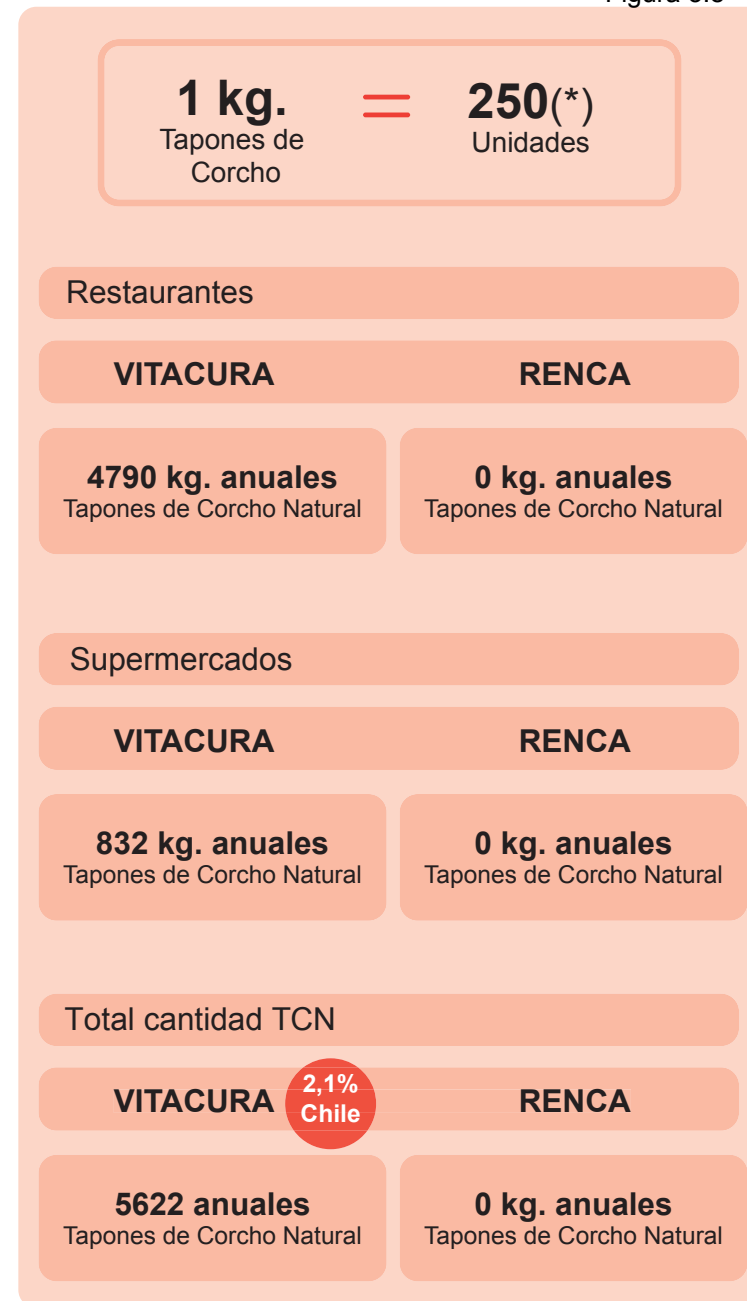 1 kg. = 250(*)
Tapones de Corcho Unidades
Restaurantes
VITACURA RENCA
4790 kg. anuales 0 kg. anuales
Tapones de Corcho Natural Tapones de Corcho Natural
Supermercados
VITACURA RENCA
832 kg. anuales 0 kg. anuales
Tapones de Corcho Natural Tapones de Corcho Natural
Total cantidad TCN
VITACURA 2,1% Chile RENCA
5622 anuales 0 kg. anuales
Tapones de Corcho Natural Tapones de Corcho Natural